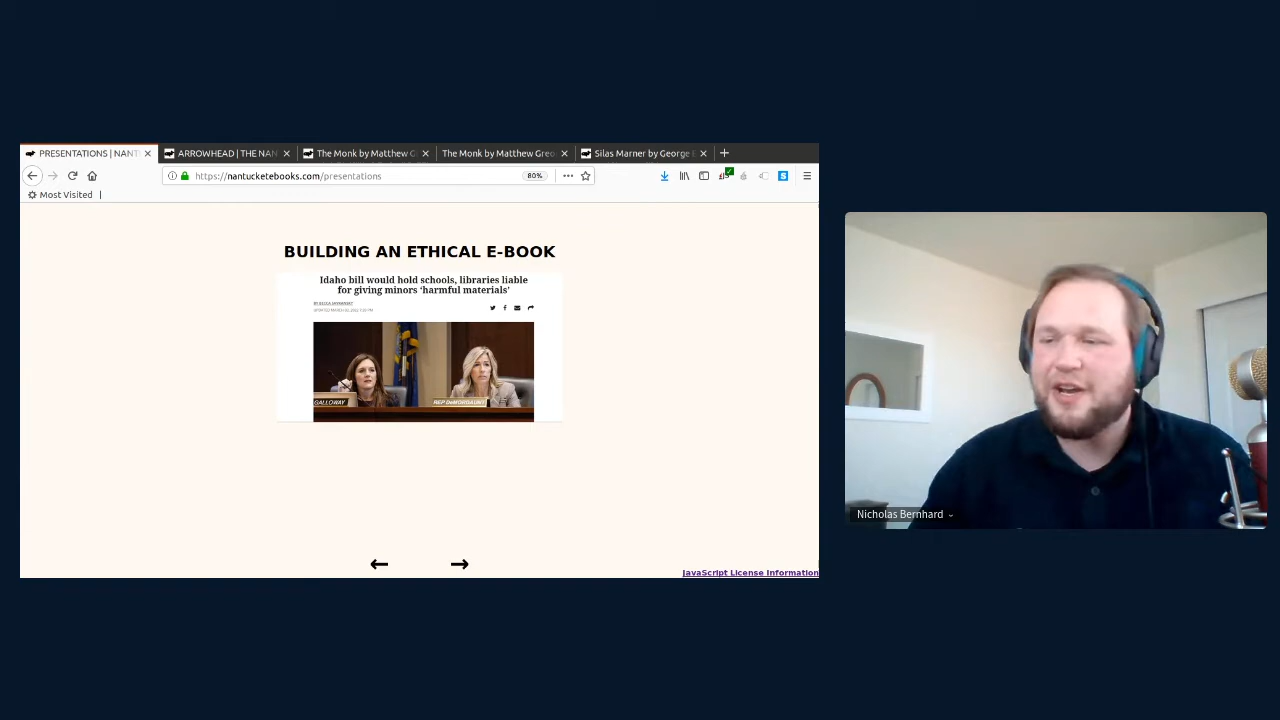 PRESENTATIONS | NANT
ARROWHEAD | THE NAN
The Monk by Matthew G
The Monk by Matthew Greo
Silas Marner by George E
https://nantucketebooks.com/presentations
80%
Most Visited
BUILDING AN ETHICAL E-BOOK
Idaho bill would hold schools, libraries liable
for giving minors ‘harmful materials’
GALLOWAY
REP DeMORDAUNT
Nicholas Bernhard
JavaScript License Information